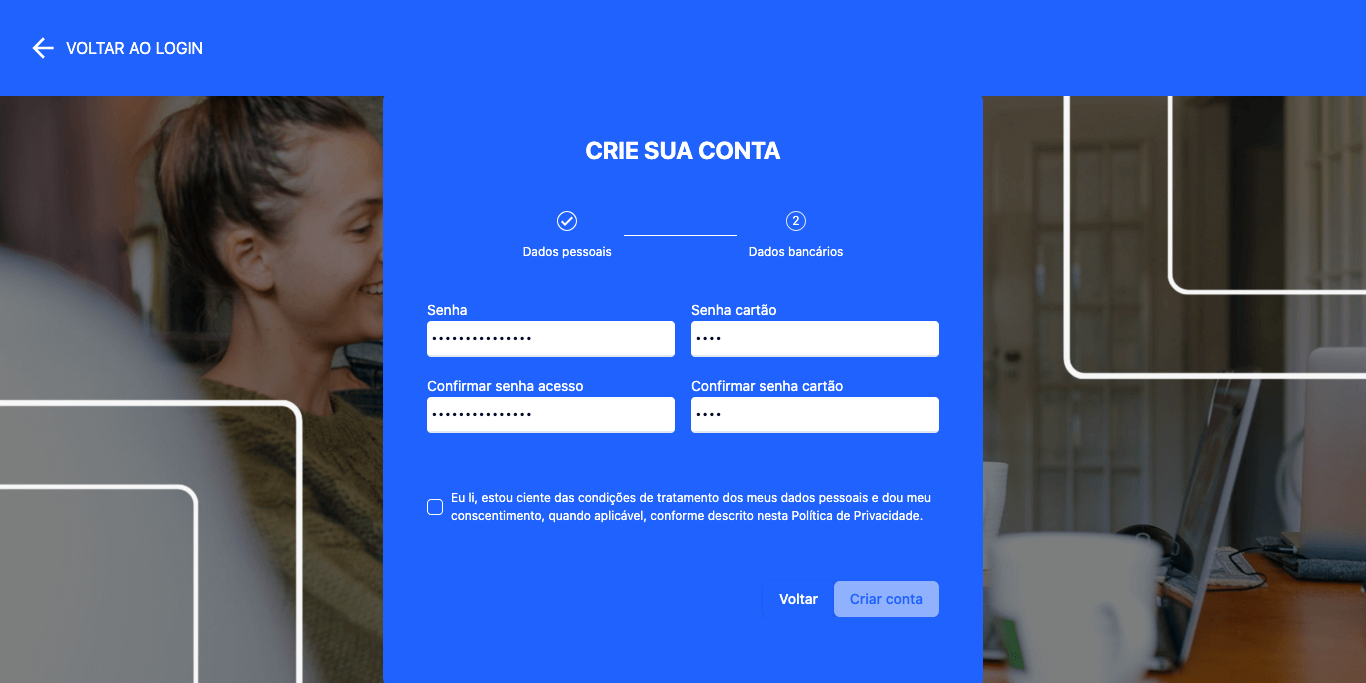 VOLTAR AO LOGIN
CRIE SUA CONTA
2
Dados pessoais
Dados bancários
Senha
Senha cartão
•••••••••••••••
••••
Confirmar senha acesso
Confirmar senha cartão
•••••••••••••••
••••
Eu li, estou ciente das condições de tratamento dos meus dados pessoais e dou meu
conscentimento, quando aplicável, conforme descrito nesta Política de Privacidade.
Voltar
Criar conta